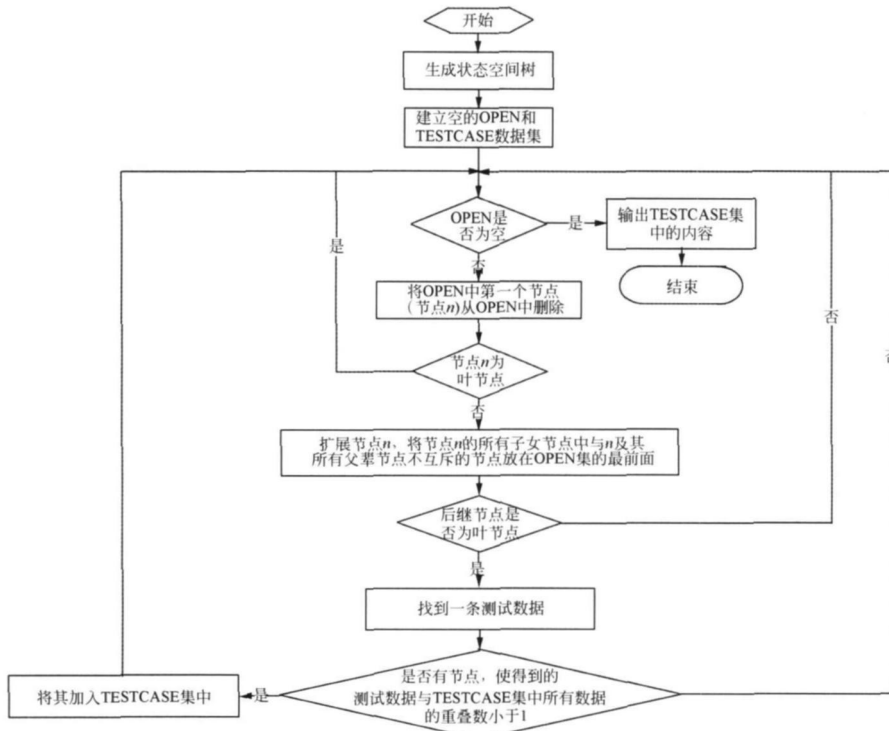 开始
生成状态空间树
建立空的OPEN和
TESTCASE数据集
OPEN是
否为空
是
输出TESTCASE集
中的内容
结束
是
否
将OPEN中第一个节点
(节点n)从OPEN中删除
否
否
节点n为
叶节点
否
扩展节点n、将节点n的所有子女节点中与n及其
所有父辈节点不互斥的节点放在OPEN集的最前面
后继节点是
否为叶节点
是
找到一条测试数据
是否有节点，使得到的
测试数据与TESTCASE集中所有数据
的重叠数小于1
是
将其加入TESTCASE集中